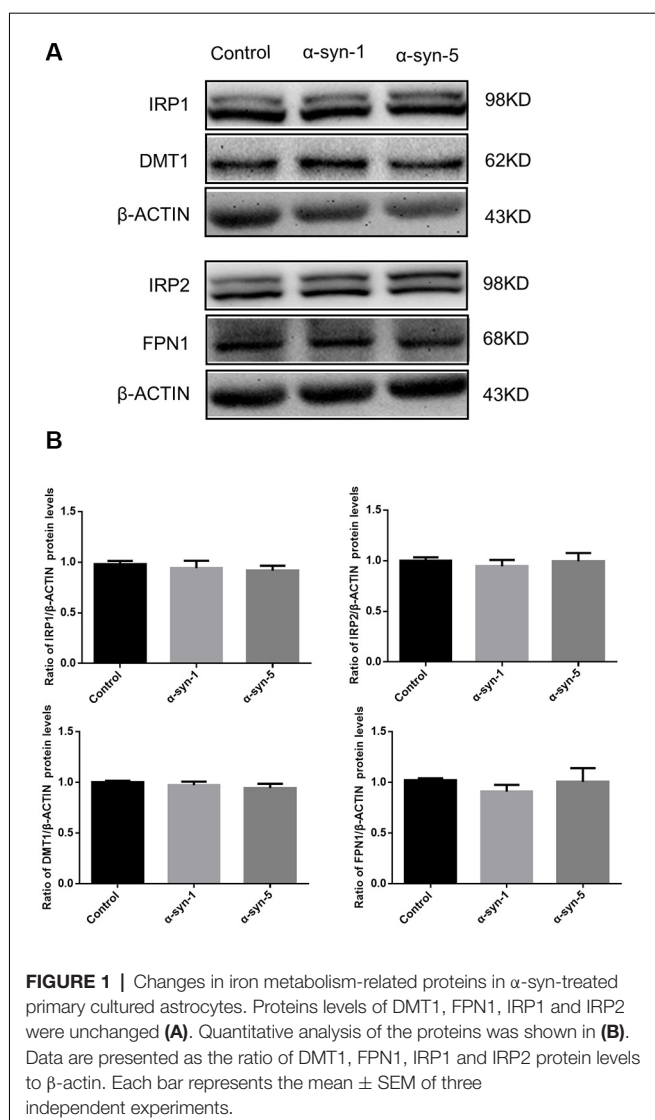 A
Control α-syn-1 α-syn-5
IRP1 98KD
DMT1 62KD
β-ACTIN 43KD
IRP2 98KD
FPN1 68KD
β-ACTIN 43KD
B
Ratio of IRP1/β-ACTIN protein levels
1.5
1.0
0.5
0.0
Control α-syn-1 α-syn-5
Ratio of IRP2/β-ACTIN protein levels
1.5
1.0
0.5
0.0
Control α-syn-1 α-syn-5
Ratio of DMT1/β-ACTIN protein levels
1.5
1.0
0.5
0.0
Control α-syn-1 α-syn-5
Ratio of FPN1/β-ACTIN protein levels
1.5
1.0
0.5
0.0
Control α-syn-1 α-syn-5
FIGURE 1 | Changes in iron metabolism-related proteins in α-syn-treated
primary cultured astrocytes. Proteins levels of DMT1, FPN1, IRP1 and IRP2
were unchanged (A). Quantitative analysis of the proteins was shown in (B).
Data are presented as the ratio of DMT1, FPN1, IRP1 and IRP2 protein levels
to β-actin. Each bar represents the mean ± SEM of three
independent experiments.